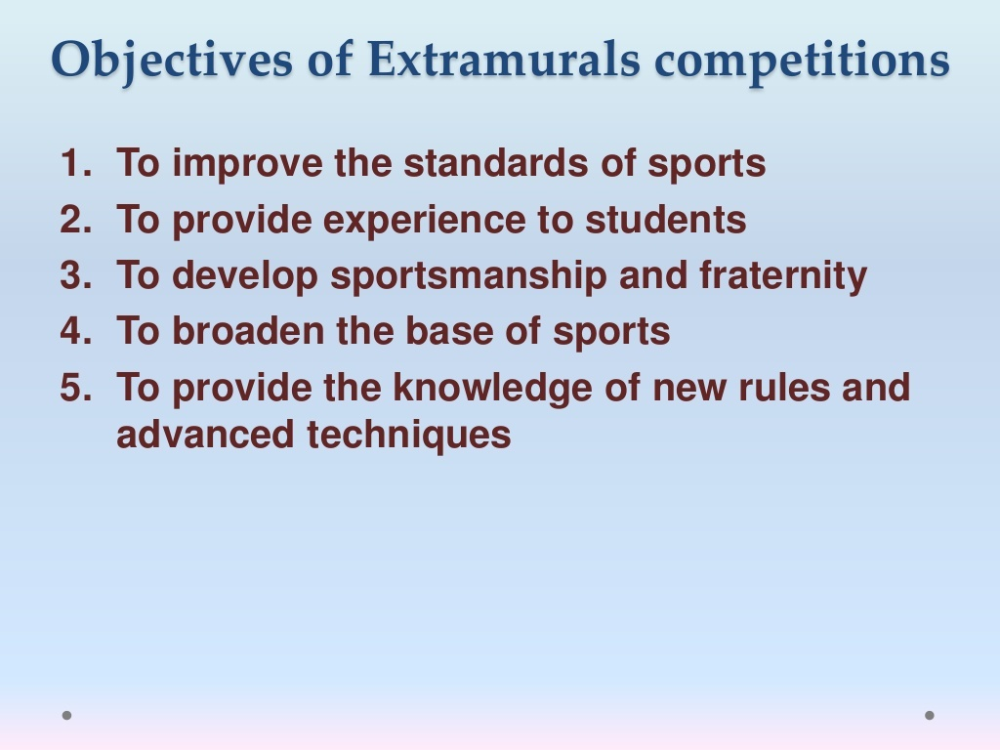 Objectives of Extramurals competitions
1. To improve the standards of sports
2. To provide experience to students
3. To develop sportsmanship and fraternity
4. To broaden the base of sports
5. To provide the knowledge of new rules and
advanced techniques